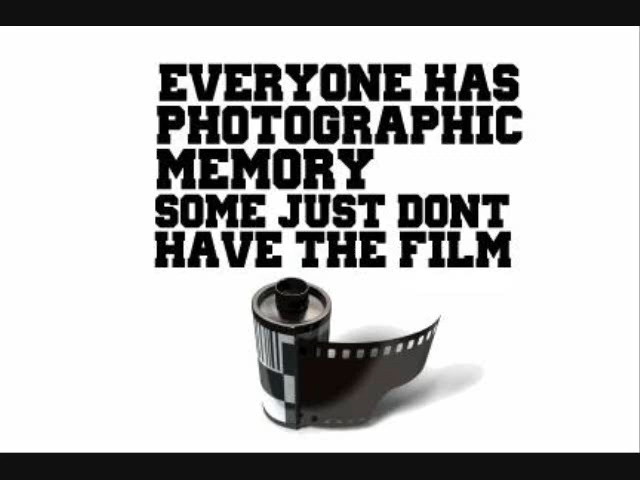 EVERYONE HAS
PHOTOGRAPHIC
MEMORY
SOME JUST DONT
HAVE THE FILM